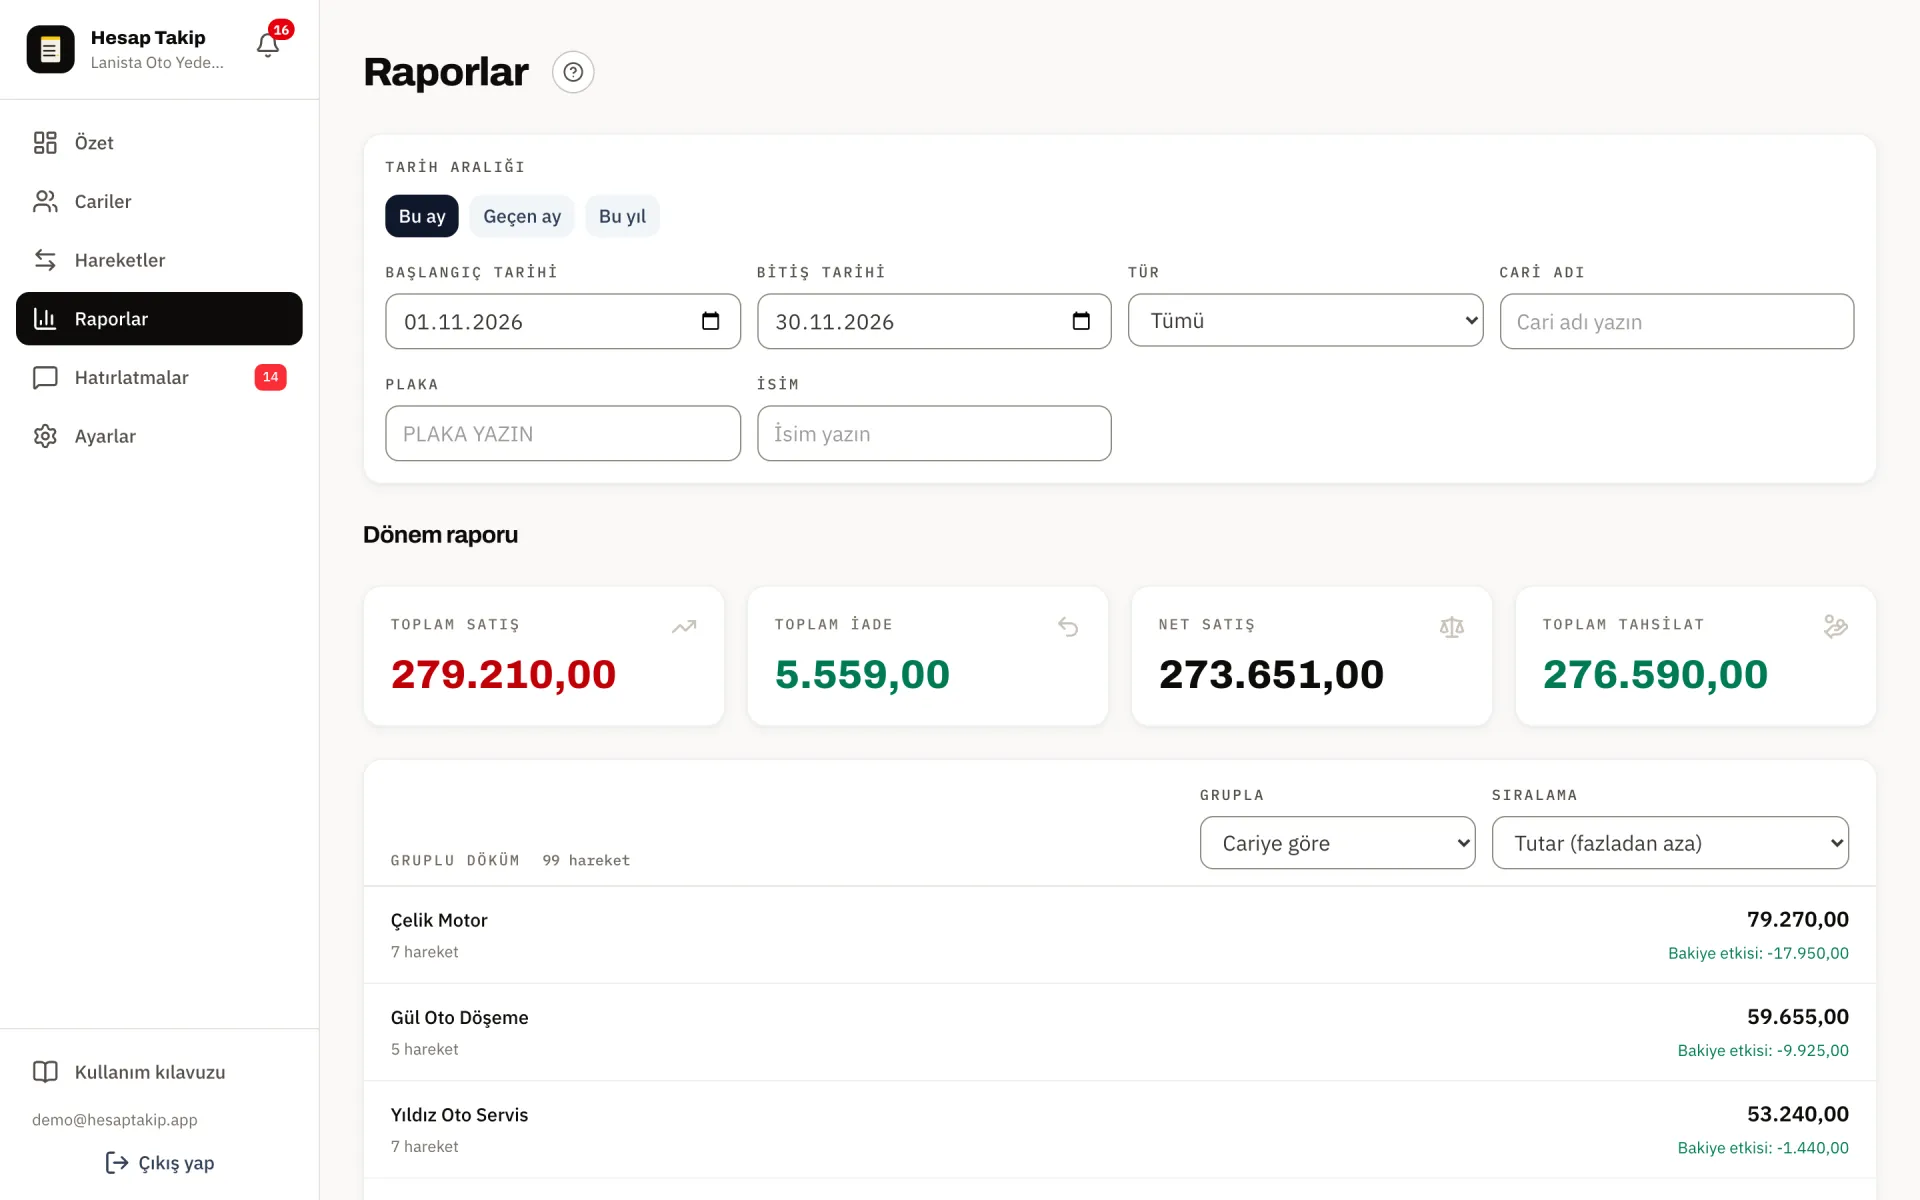 Hesap Takip
Lanista Oto Yede...
16
Özet
Cariler
Hareketler
Raporlar
Hatırlatmalar 14
Ayarlar
Kullanım kılavuzu
demo@hesaptakip.app
Çıkış yap
Raporlar
TARİH ARALIĞI
Bu ay Geçen ay Bu yıl
BAŞLANGIÇ TARİHİ BİTİŞ TARİHİ TÜR CARİ ADI
01.11.2026 30.11.2026 Tümü Cari adı yazın
PLAKA İSİM
PLAKA YAZIN İsim yazın
Dönem raporu
TOPLAM SATIŞ TOPLAM İADE NET SATIŞ TOPLAM TAHSİLAT
279.210,00 5.559,00 273.651,00 276.590,00
GRUPLA SIRALAMA
Cariye göre Tutar (fazladan aza)
GRUPLU DÖKÜM 99 hareket
Çelik Motor 79.270,00
7 hareket Bakiye etkisi: -17.950,00
Gül Oto Döşeme 59.655,00
5 hareket Bakiye etkisi: -9.925,00
Yıldız Oto Servis 53.240,00
7 hareket Bakiye etkisi: -1.440,00